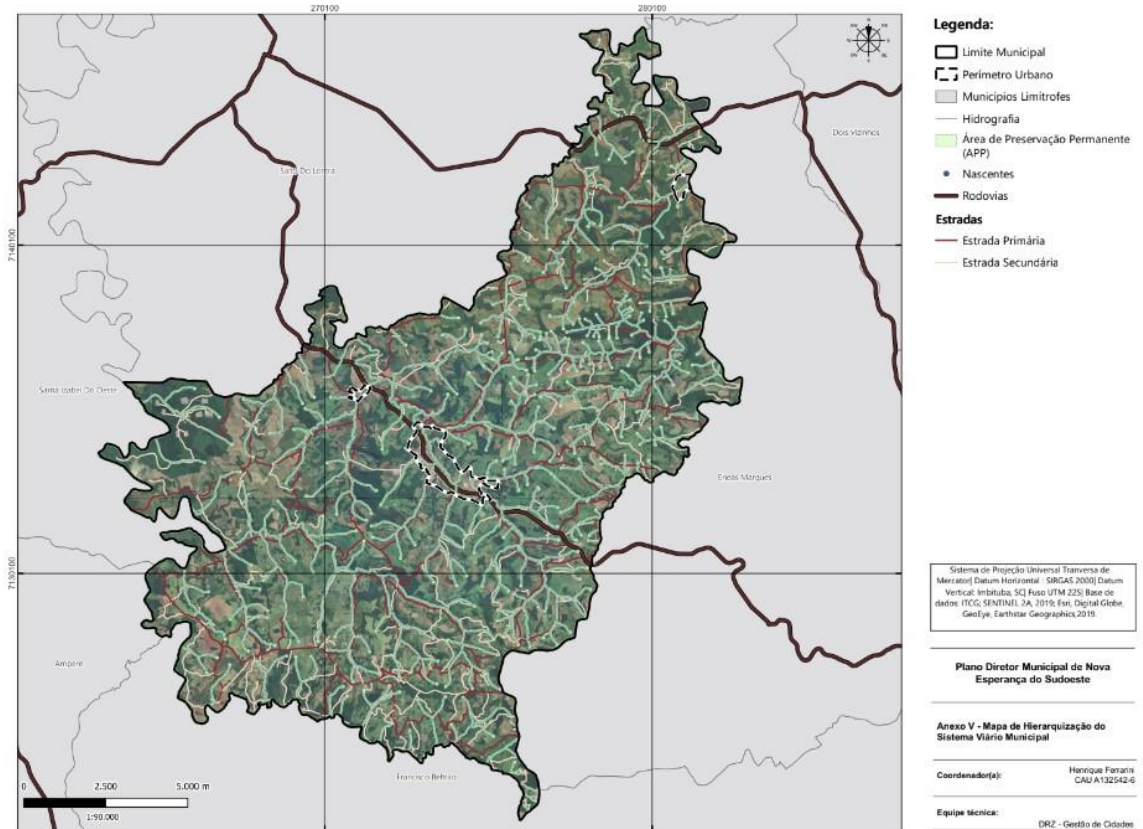 270100
280100
7140100
7130100
Dois Vizinhos
Salto Do Lontra
Santa Izabel Do Oeste
Enéas Marques
Ampere
Francisco Beltrão
0 2.500 5.000 m
1:90.000
Legenda:
Limite Municipal
Perímetro Urbano
Municípios Limítrofes
Hidrografia
Área de Preservação Permanente
(APP)
Nascentes
Rodovias
Estradas
Estrada Primária
Estrada Secundária
Sistema de Projeção Universal Tranversa de
Mercator| Datum Horizontal : SIRGAS 2000| Datum
Vertical: Imbituba, SC| Fuso UTM 22S| Base de
dados: ITCG; SENTINEL 2A, 2019; Esri, Digital Globe,
GeoEye, Earthstar Geographics,2019.
Plano Diretor Municipal de Nova
Esperança do Sudoeste
Anexo V - Mapa de Hierarquização do
Sistema Viário Municipal
Coordenador(a):
Henrique Ferrarini
CAU A132542-6
Equipe técnica:
DRZ - Gestão de Cidades